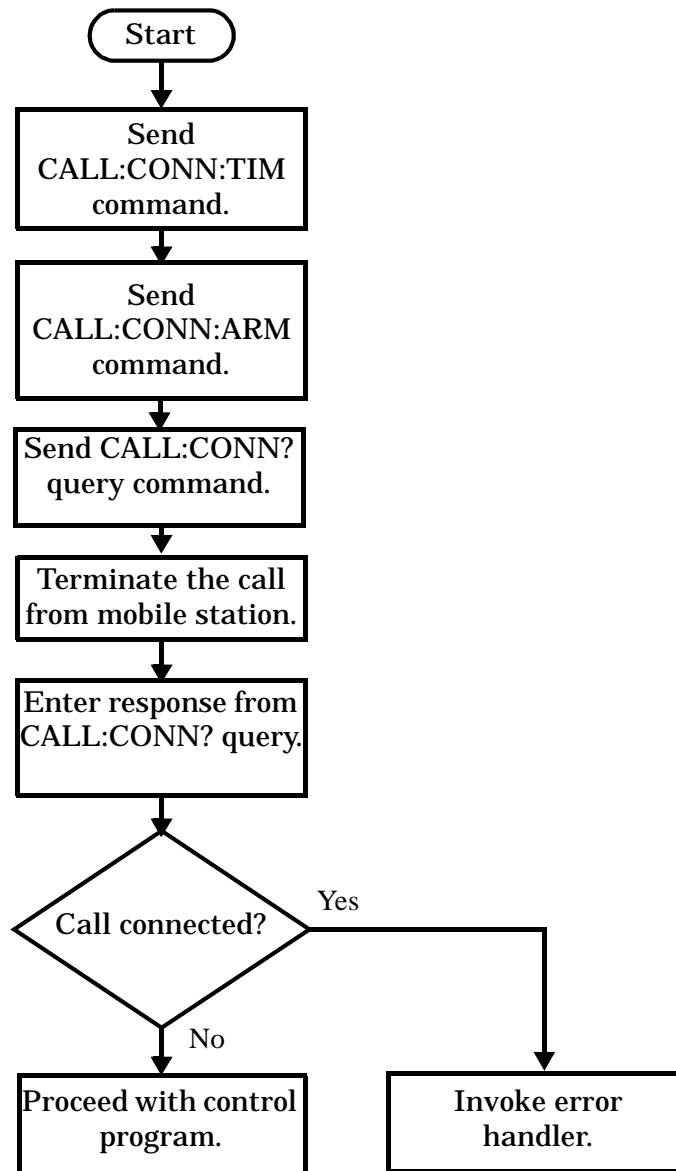 Start
Send
CALL:CONN:TIM
command.
Send
CALL:CONN:ARM
command.
Send CALL:CONN?
query command.
Terminate the call
from mobile station.
Enter response from
CALL:CONN? query.
Call connected?
Yes
No
Proceed with control
program.
Invoke error
handler.